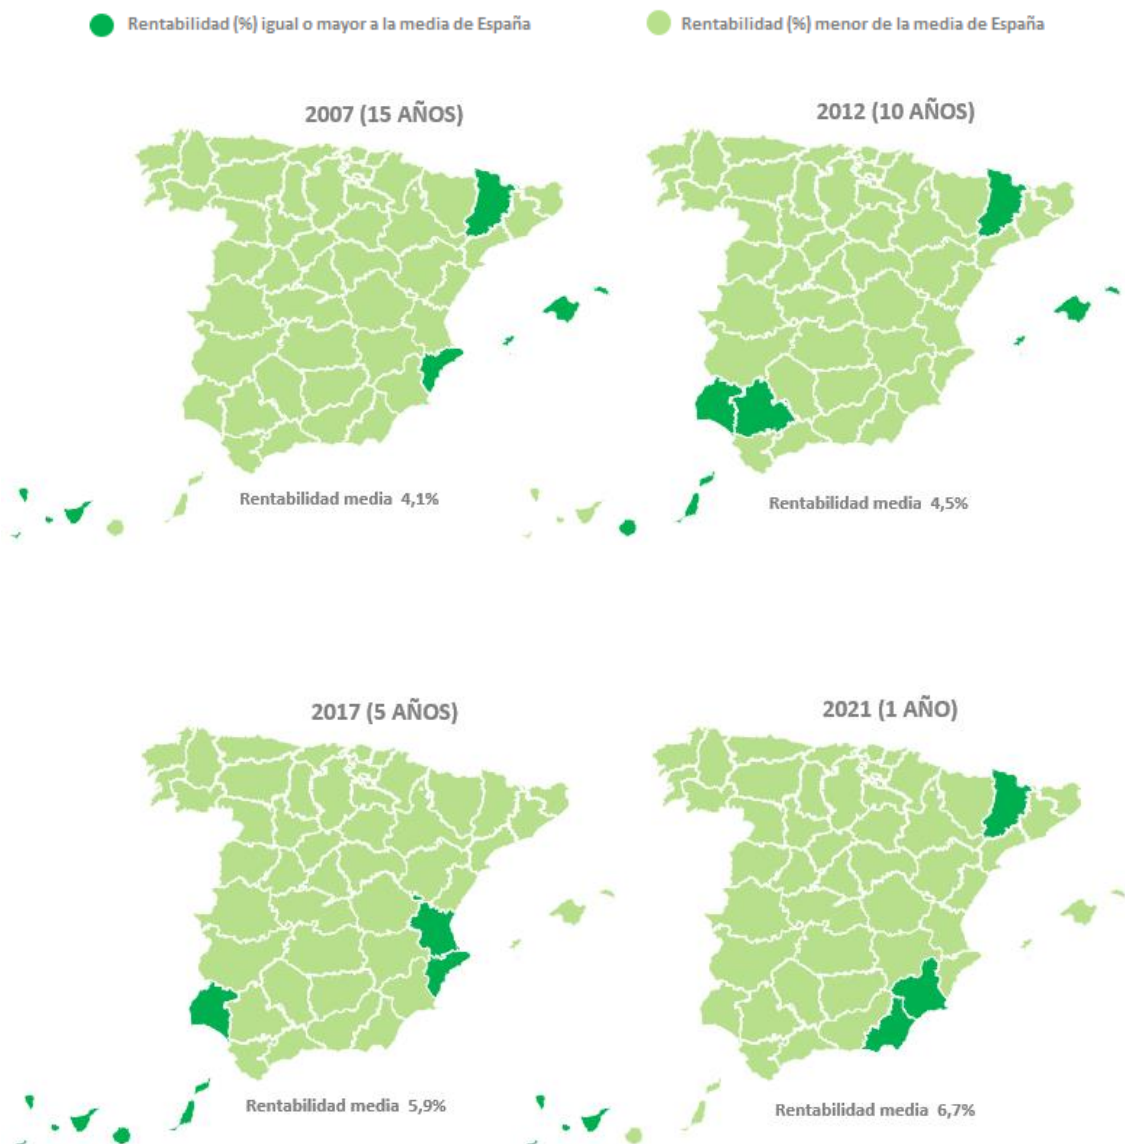 Rentabilidad (%) igual o mayor a la media de España
Rentabilidad (%) menor de la media de España
2007 (15 AÑOS)
2012 (10 AÑOS)
Rentabilidad media 4,1%
Rentabilidad media 4,5%
2017 (5 AÑOS)
2021 (1 AÑO)
Rentabilidad media 5,9%
Rentabilidad media 6,7%